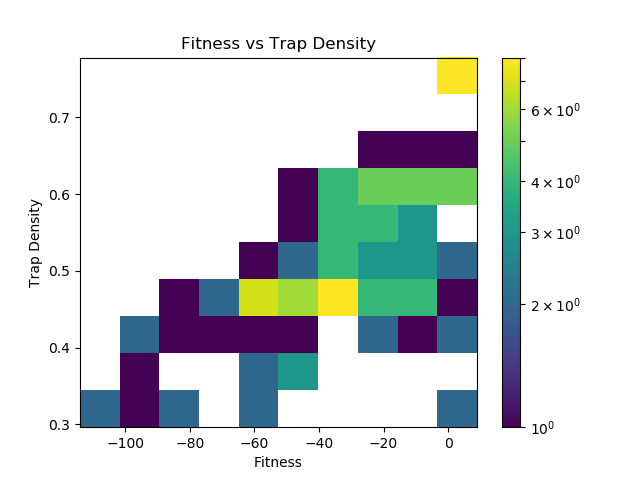 Fitness vs Trap Density
Trap Density
0.7
0.6
0.5
0.4
0.3
−100
−80
−60
−40
−20
0
Fitness
6 × 10⁰
4 × 10⁰
3 × 10⁰
2 × 10⁰
10⁰